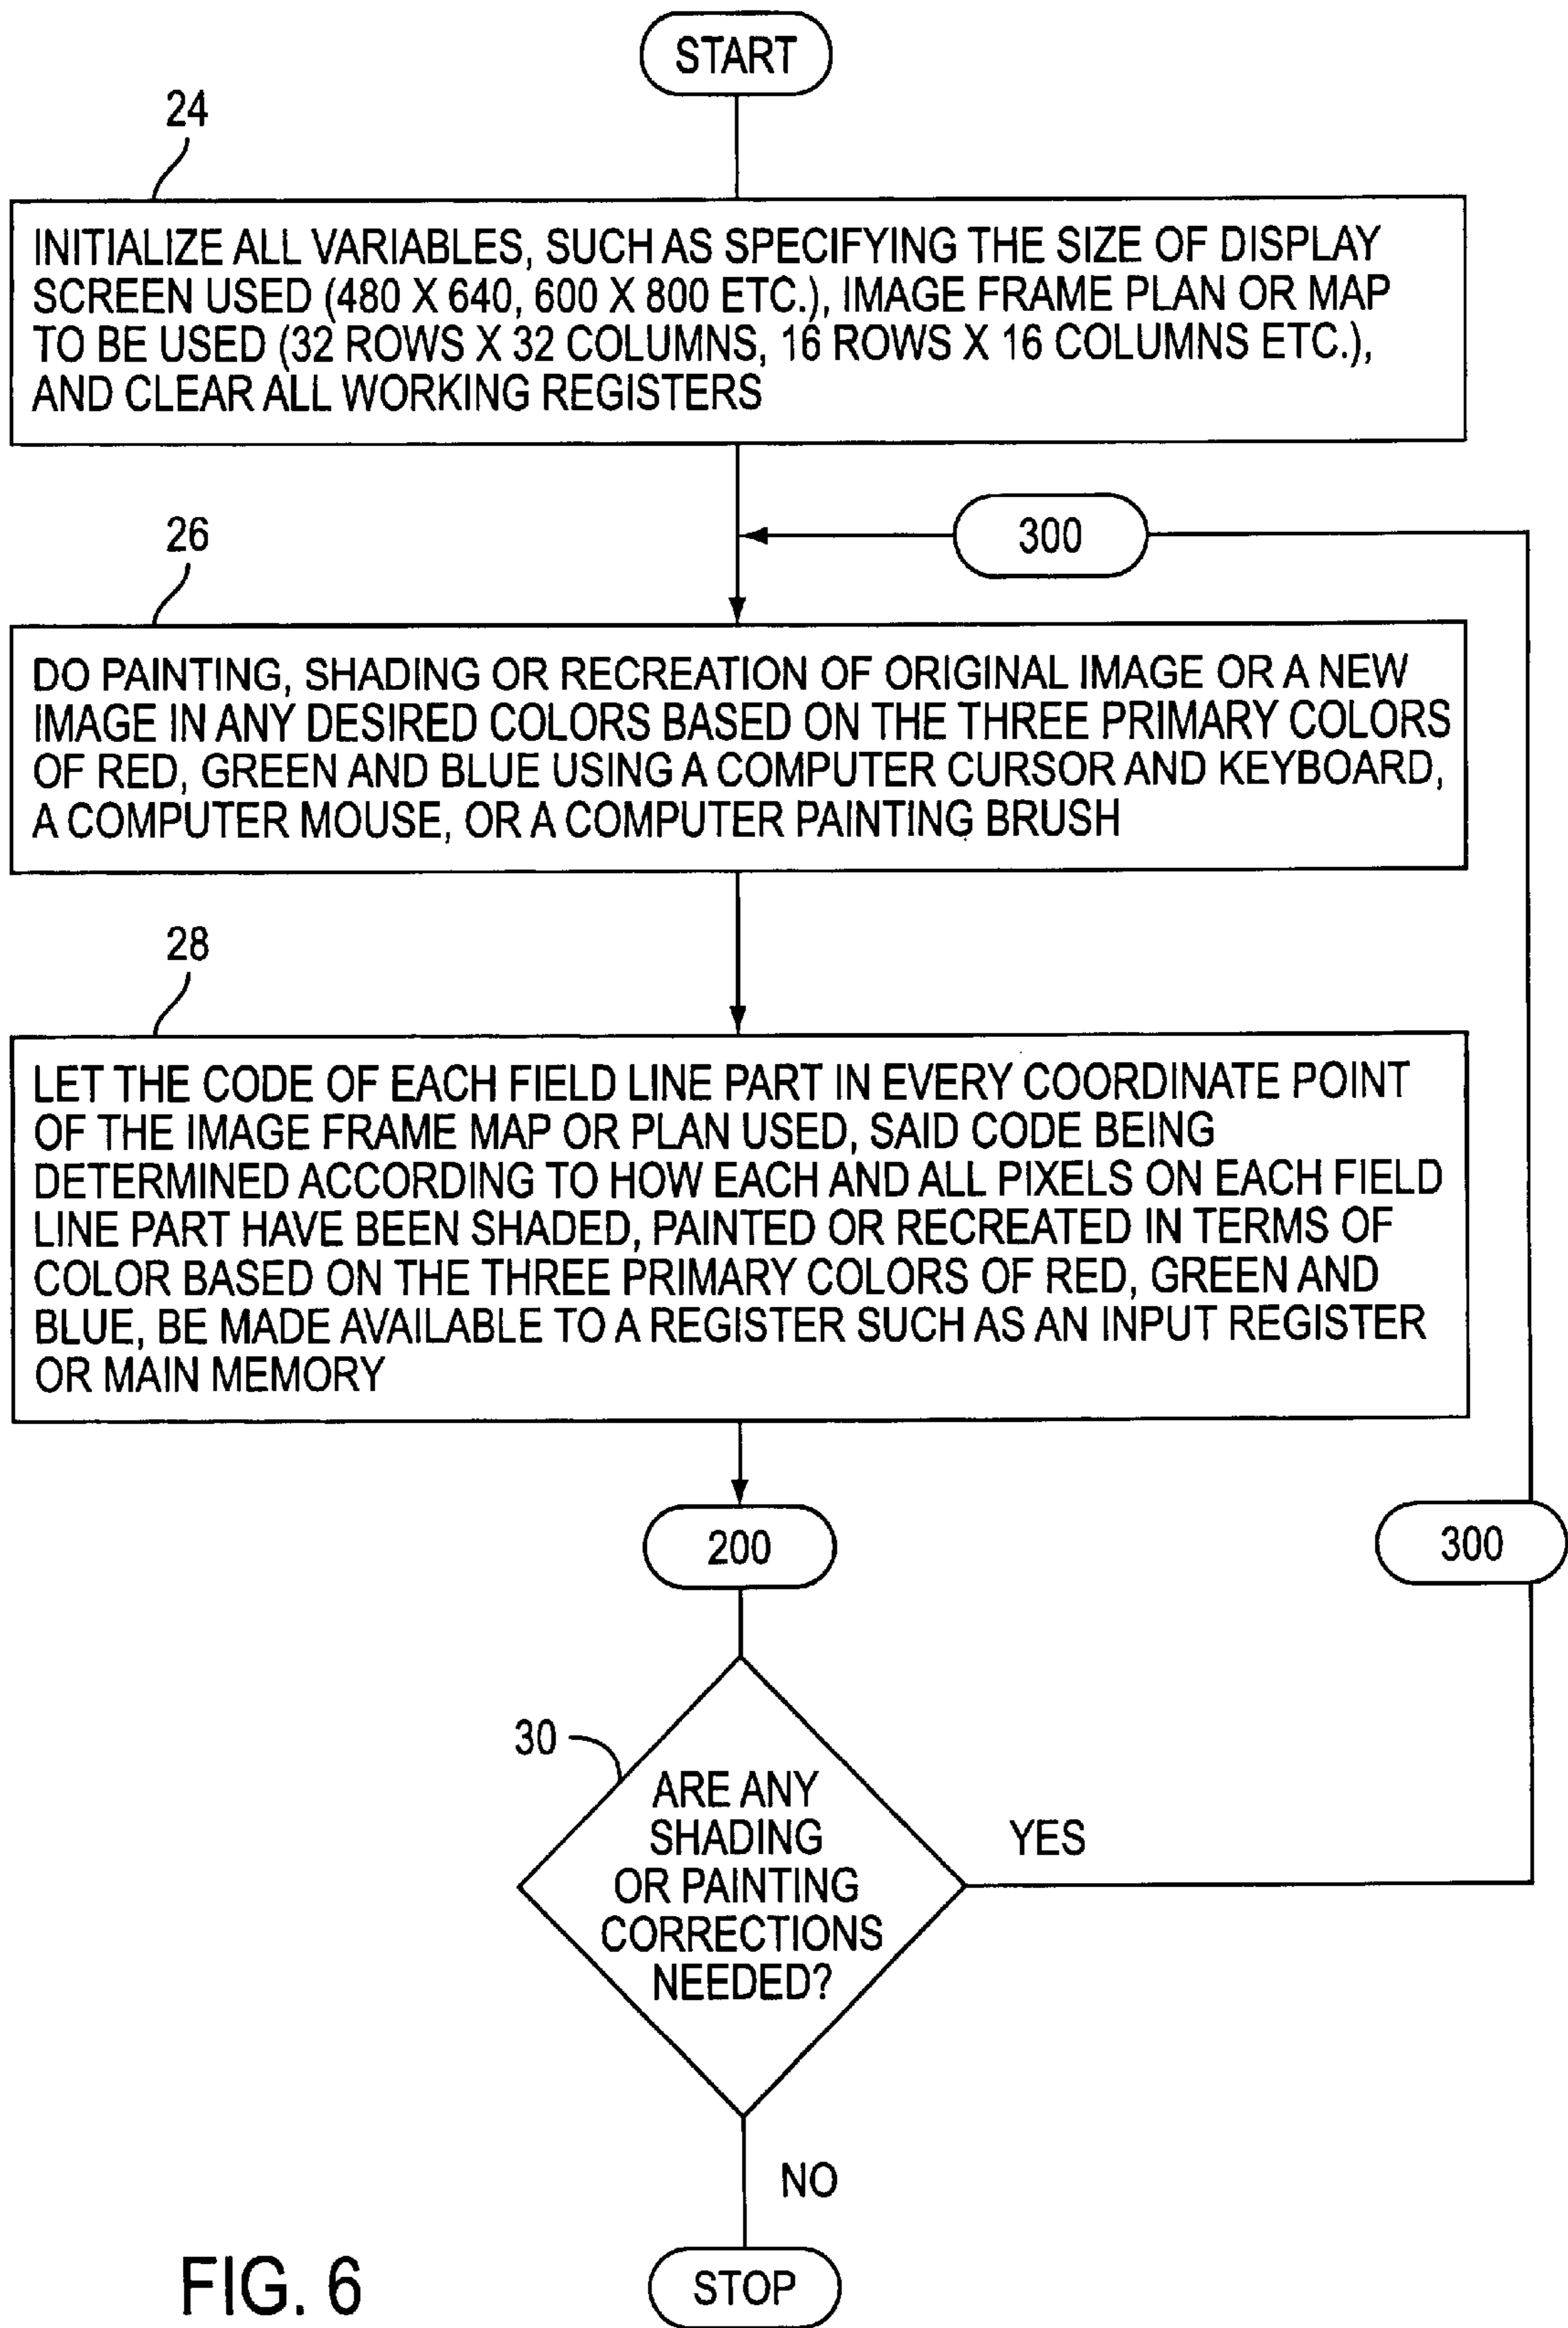 START
24
INITIALIZE ALL VARIABLES, SUCH AS SPECIFYING THE SIZE OF DISPLAY
SCREEN USED (480 X 640, 600 X 800 ETC.), IMAGE FRAME PLAN OR MAP
TO BE USED (32 ROWS X 32 COLUMNS, 16 ROWS X 16 COLUMNS ETC.),
AND CLEAR ALL WORKING REGISTERS
300
26
DO PAINTING, SHADING OR RECREATION OF ORIGINAL IMAGE OR A NEW
IMAGE IN ANY DESIRED COLORS BASED ON THE THREE PRIMARY COLORS
OF RED, GREEN AND BLUE USING A COMPUTER CURSOR AND KEYBOARD,
A COMPUTER MOUSE, OR A COMPUTER PAINTING BRUSH
28
LET THE CODE OF EACH FIELD LINE PART IN EVERY COORDINATE POINT
OF THE IMAGE FRAME MAP OR PLAN USED, SAID CODE BEING
DETERMINED ACCORDING TO HOW EACH AND ALL PIXELS ON EACH FIELD
LINE PART HAVE BEEN SHADED, PAINTED OR RECREATED IN TERMS OF
COLOR BASED ON THE THREE PRIMARY COLORS OF RED, GREEN AND
BLUE, BE MADE AVAILABLE TO A REGISTER SUCH AS AN INPUT REGISTER
OR MAIN MEMORY
200
300
30
ARE ANY
SHADING
OR PAINTING
CORRECTIONS
NEEDED?
YES
NO
STOP
FIG. 6